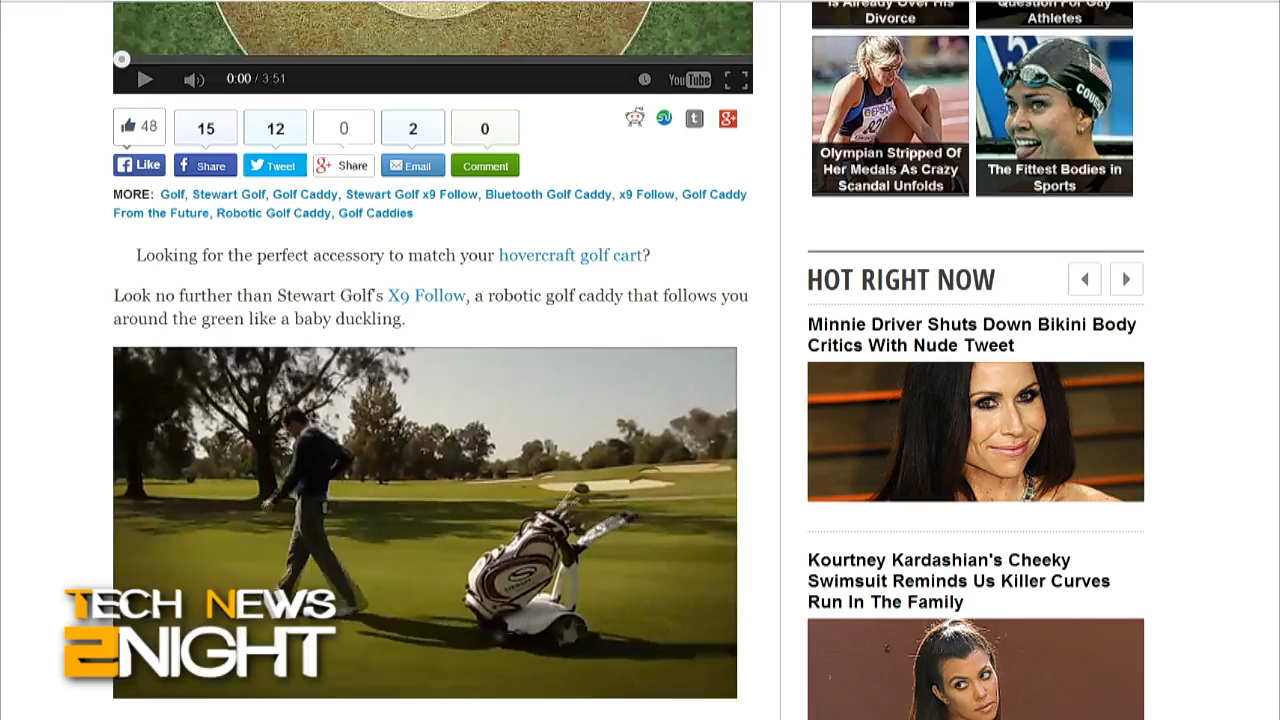 0:00 / 3:51
YouTube
48
15
12
0
2
0
Like
Share
Tweet
Share
Email
Comment
MORE: Golf, Stewart Golf, Golf Caddy, Stewart Golf x9 Follow, Bluetooth Golf Caddy, x9 Follow, Golf Caddy
From the Future, Robotic Golf Caddy, Golf Caddies
Looking for the perfect accessory to match your hovercraft golf cart?
Look no further than Stewart Golf's X9 Follow, a robotic golf caddy that follows you
around the green like a baby duckling.
TECH NEWS
2NIGHT
Is Already Over His
Divorce
Question For Gay
Athletes
EPSON
Olympian Stripped Of
Her Medals As Crazy
Scandal Unfolds
5
The Fittest Bodies in
Sports
HOT RIGHT NOW
Minnie Driver Shuts Down Bikini Body
Critics With Nude Tweet
Kourtney Kardashian's Cheeky
Swimsuit Reminds Us Killer Curves
Run In The Family